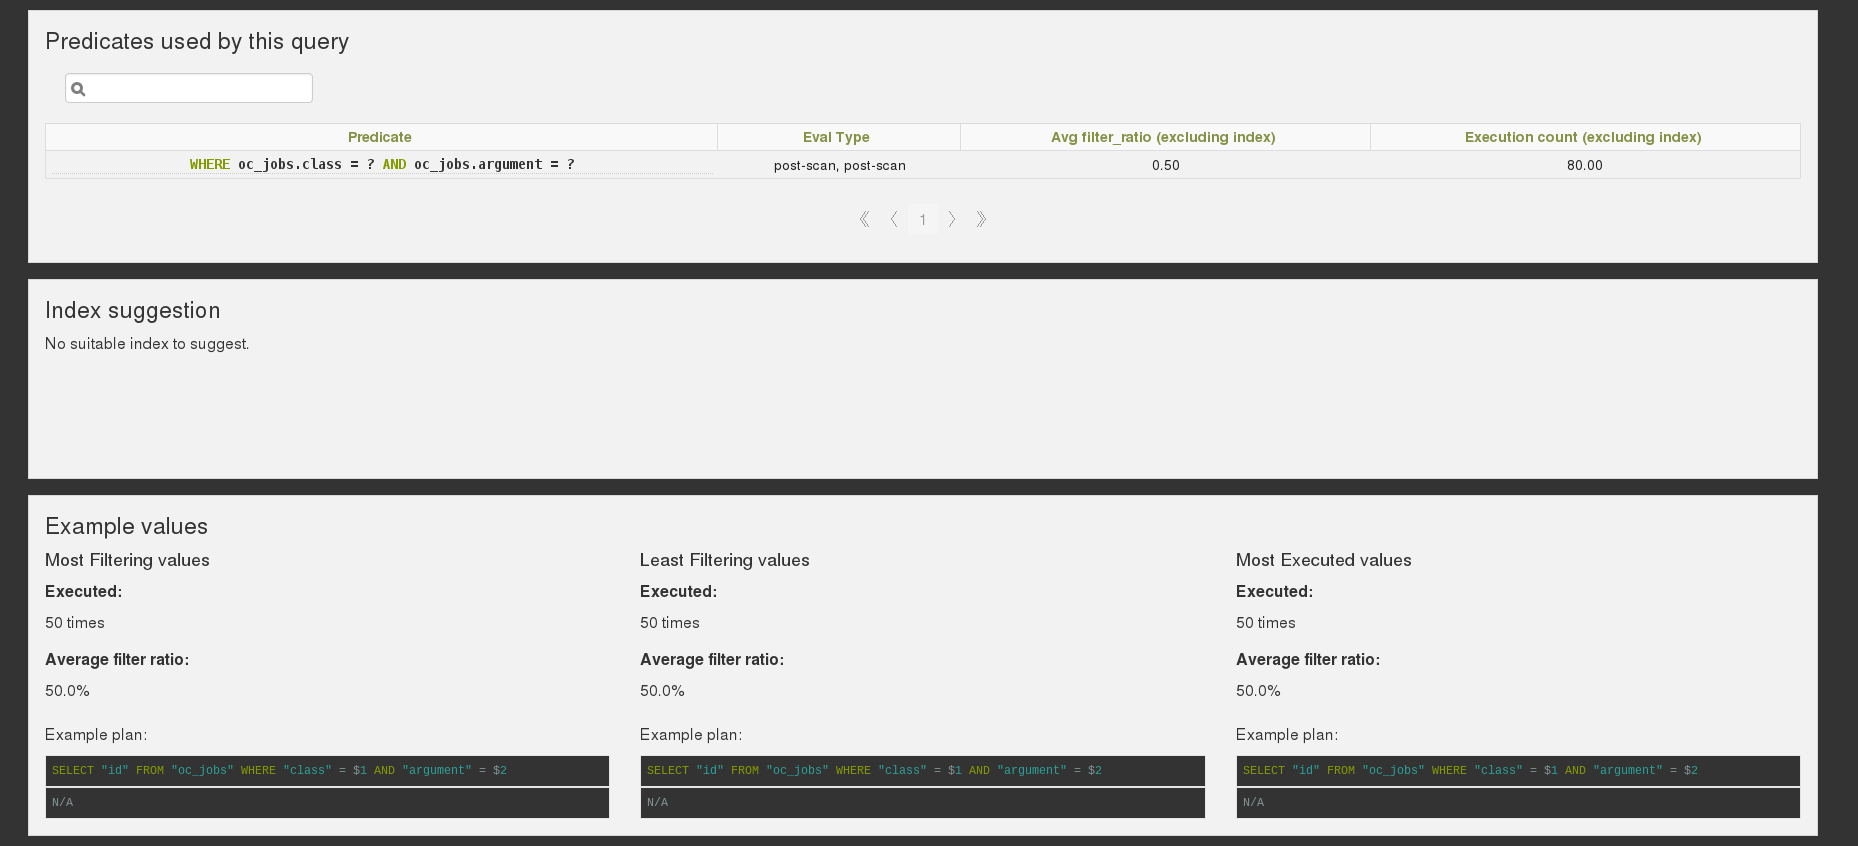 Predicates used by this query
Predicate Eval Type Avg filter_ratio (excluding index) Execution count (excluding index)
WHERE oc_jobs.class = ? AND oc_jobs.argument = ? post-scan, post-scan 0.50 80.00
《 〈 1 〉 》
Index suggestion
No suitable index to suggest.
Example values
Most Filtering values
Executed:
50 times
Average filter ratio:
50.0%
Example plan:
SELECT "id" FROM "oc_jobs" WHERE "class" = $1 AND "argument" = $2
N/A
Least Filtering values
Executed:
50 times
Average filter ratio:
50.0%
Example plan:
SELECT "id" FROM "oc_jobs" WHERE "class" = $1 AND "argument" = $2
N/A
Most Executed values
Executed:
50 times
Average filter ratio:
50.0%
Example plan:
SELECT "id" FROM "oc_jobs" WHERE "class" = $1 AND "argument" = $2
N/A